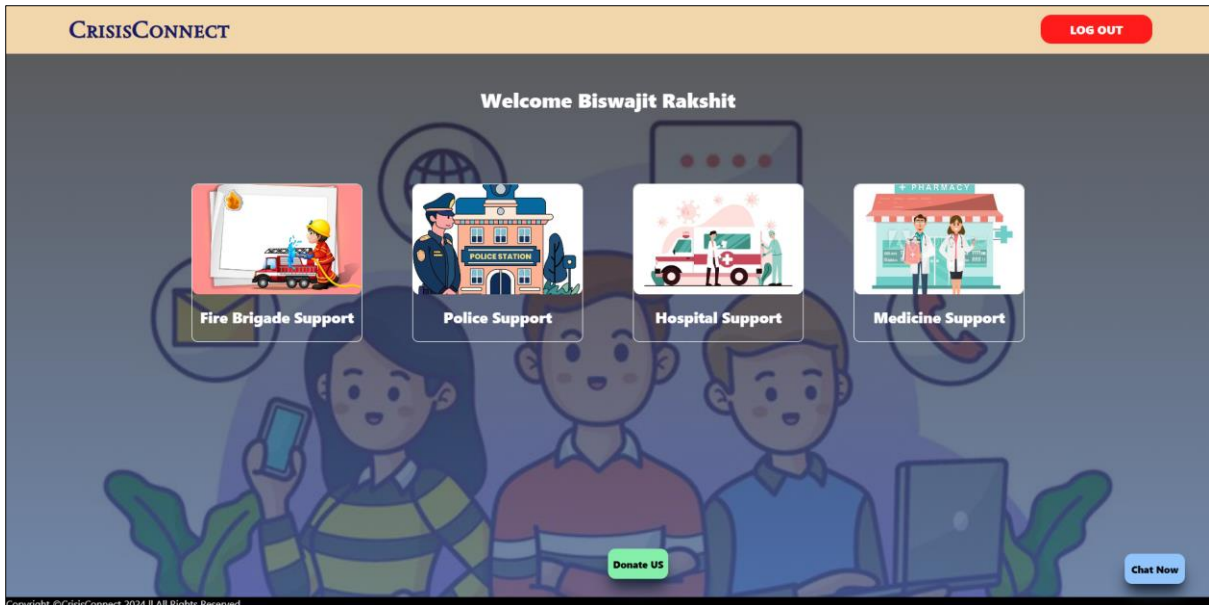 CRISISCONNECT
LOG OUT
Welcome Biswajit Rakshit
+ PHARMACY
POLICE STATION
Fire Brigade Support
Police Support
Hospital Support
Medicine Support
Donate US
Chat Now
Copyright ©CrisisConnect 2024 || All Rights Reserved